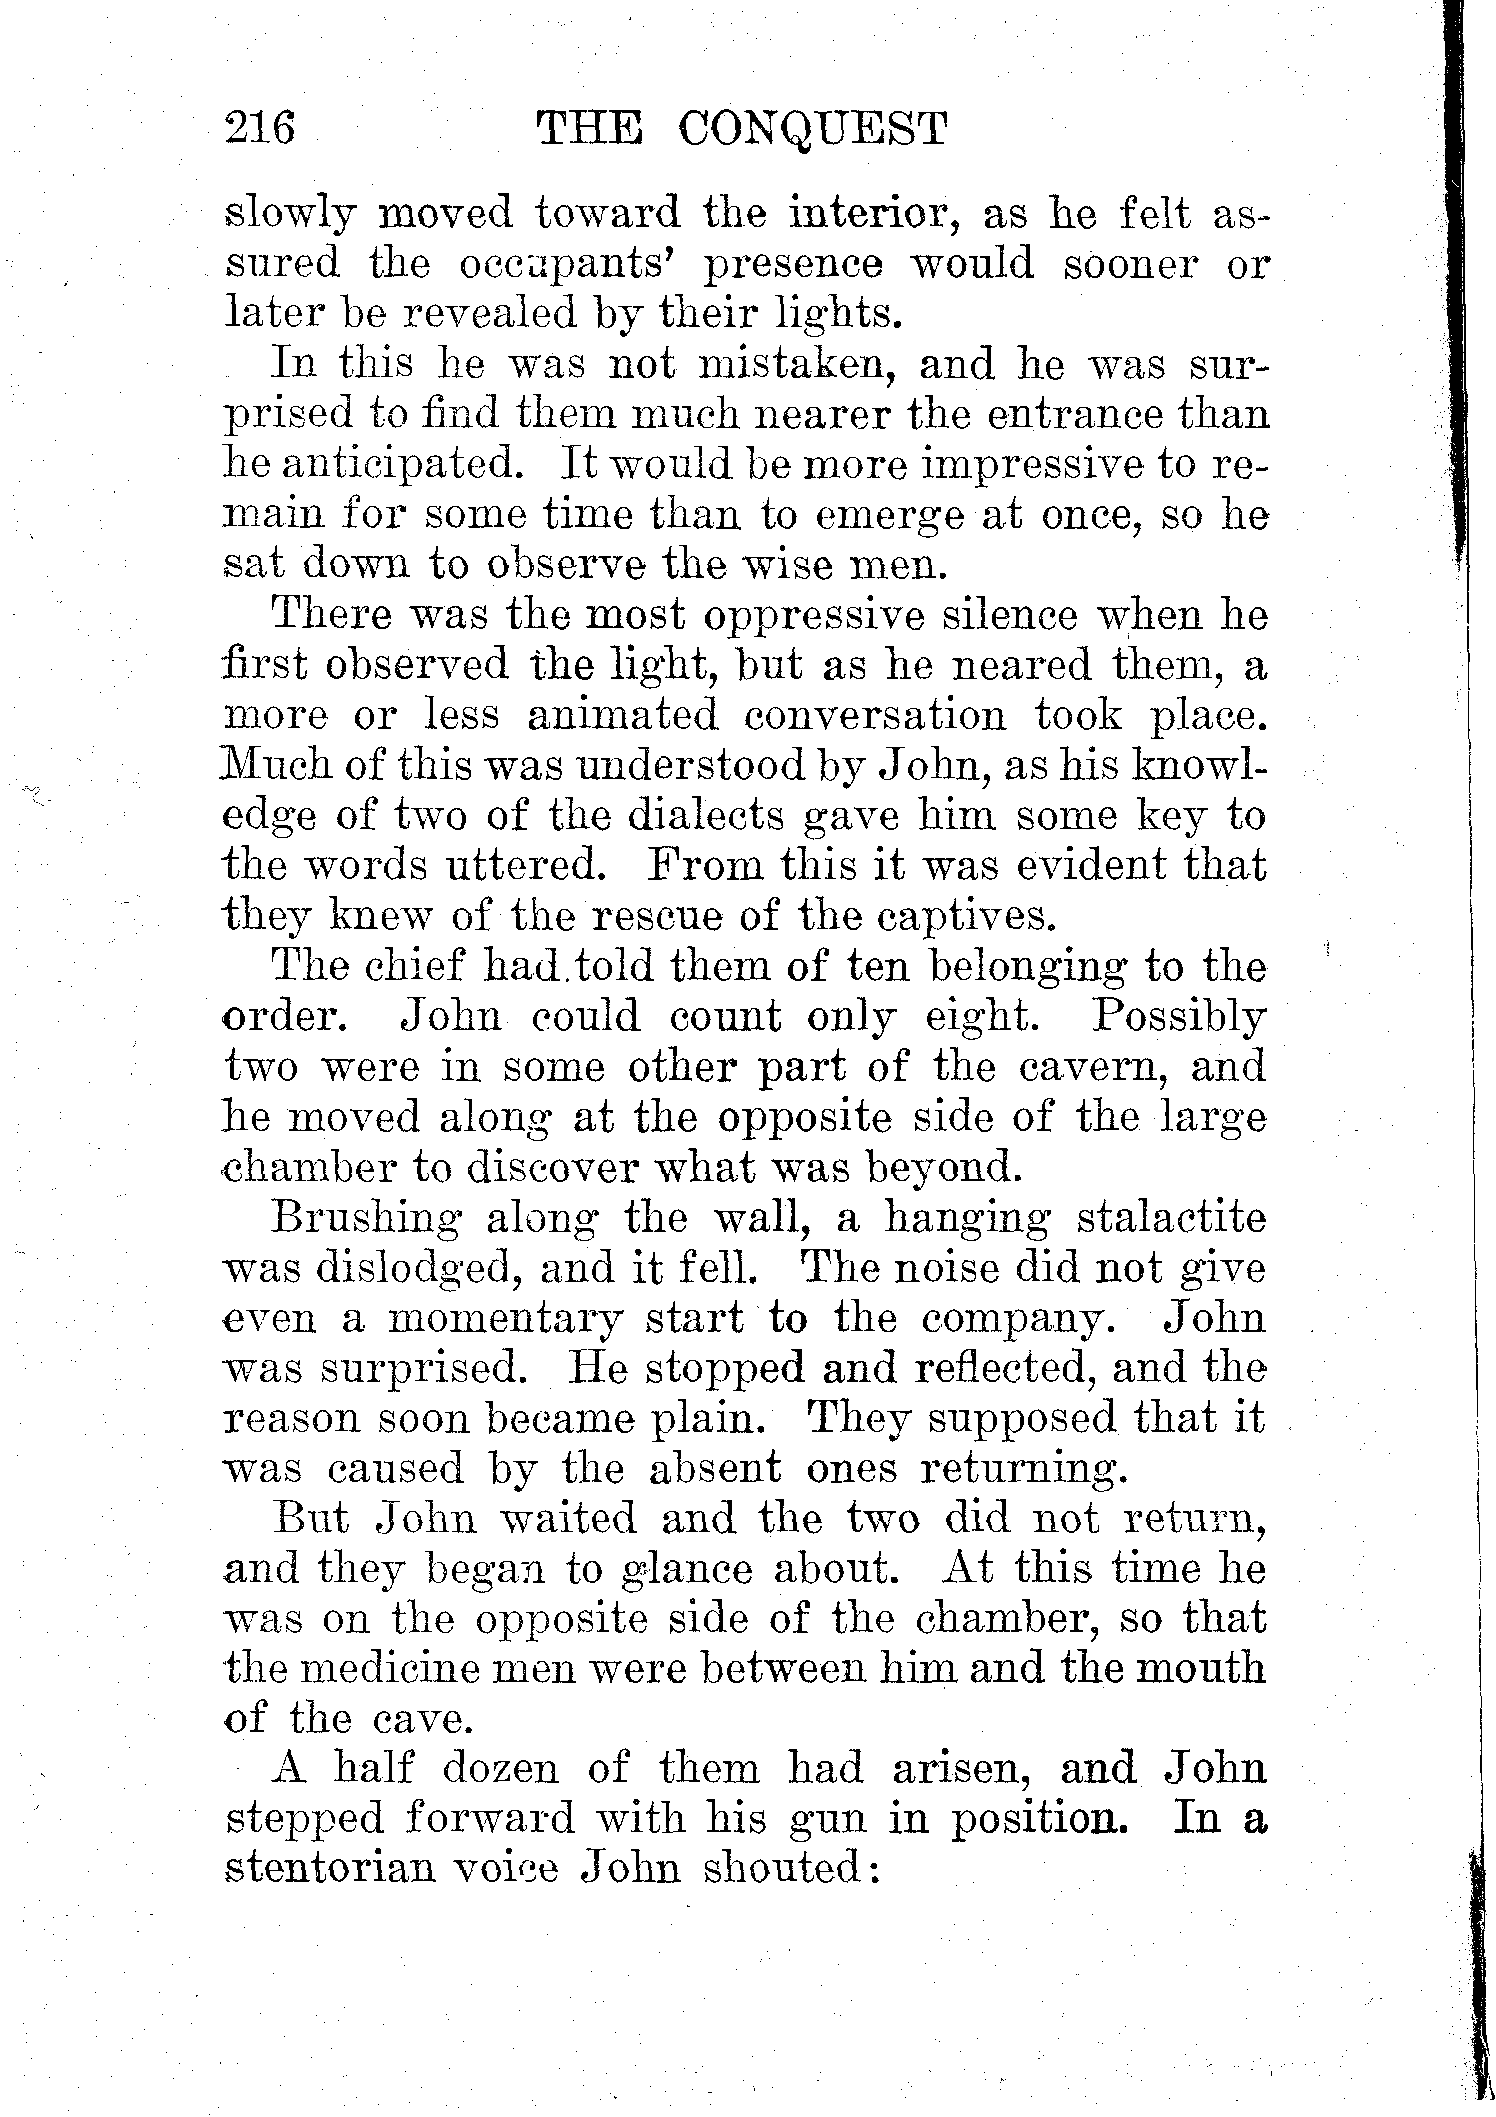 216 THE CONQUEST
slowly moved toward the interior, as he felt as-
sured the occupants' presence would sooner or
later be revealed by their lights.
In this he was not mistaken, and he was sur-
prised to find them much nearer the entrance than
he anticipated. It would be more impressive to re-
main for some time than to emerge at once, so he
sat down to observe the wise men.
There was the most oppressive silence when he
first observed the light, but as he neared them, a
more or less animated conversation took place.
Much of this was understood by John, as his knowl-
edge of two of the dialects gave him some key to
the words uttered. From this it was evident that
they knew of the rescue of the captives.
The chief had told them of ten belonging to the
order. John could count only eight. Possibly
two were in some other part of the cavern, and
he moved along at the opposite side of the large
chamber to discover what was beyond.
Brushing along the wall, a hanging stalactite
was dislodged, and it fell. The noise did not give
even a momentary start to the company. John
was surprised. He stopped and reflected, and the
reason soon became plain. They supposed that it
was caused by the absent ones returning.
But John waited and the two did not return,
and they began to glance about. At this time he
was on the opposite side of the chamber, so that
the medicine men were between him and the mouth
of the cave.
A half dozen of them had arisen, and John
stepped forward with his gun in position. In a
stentorian voice John shouted: